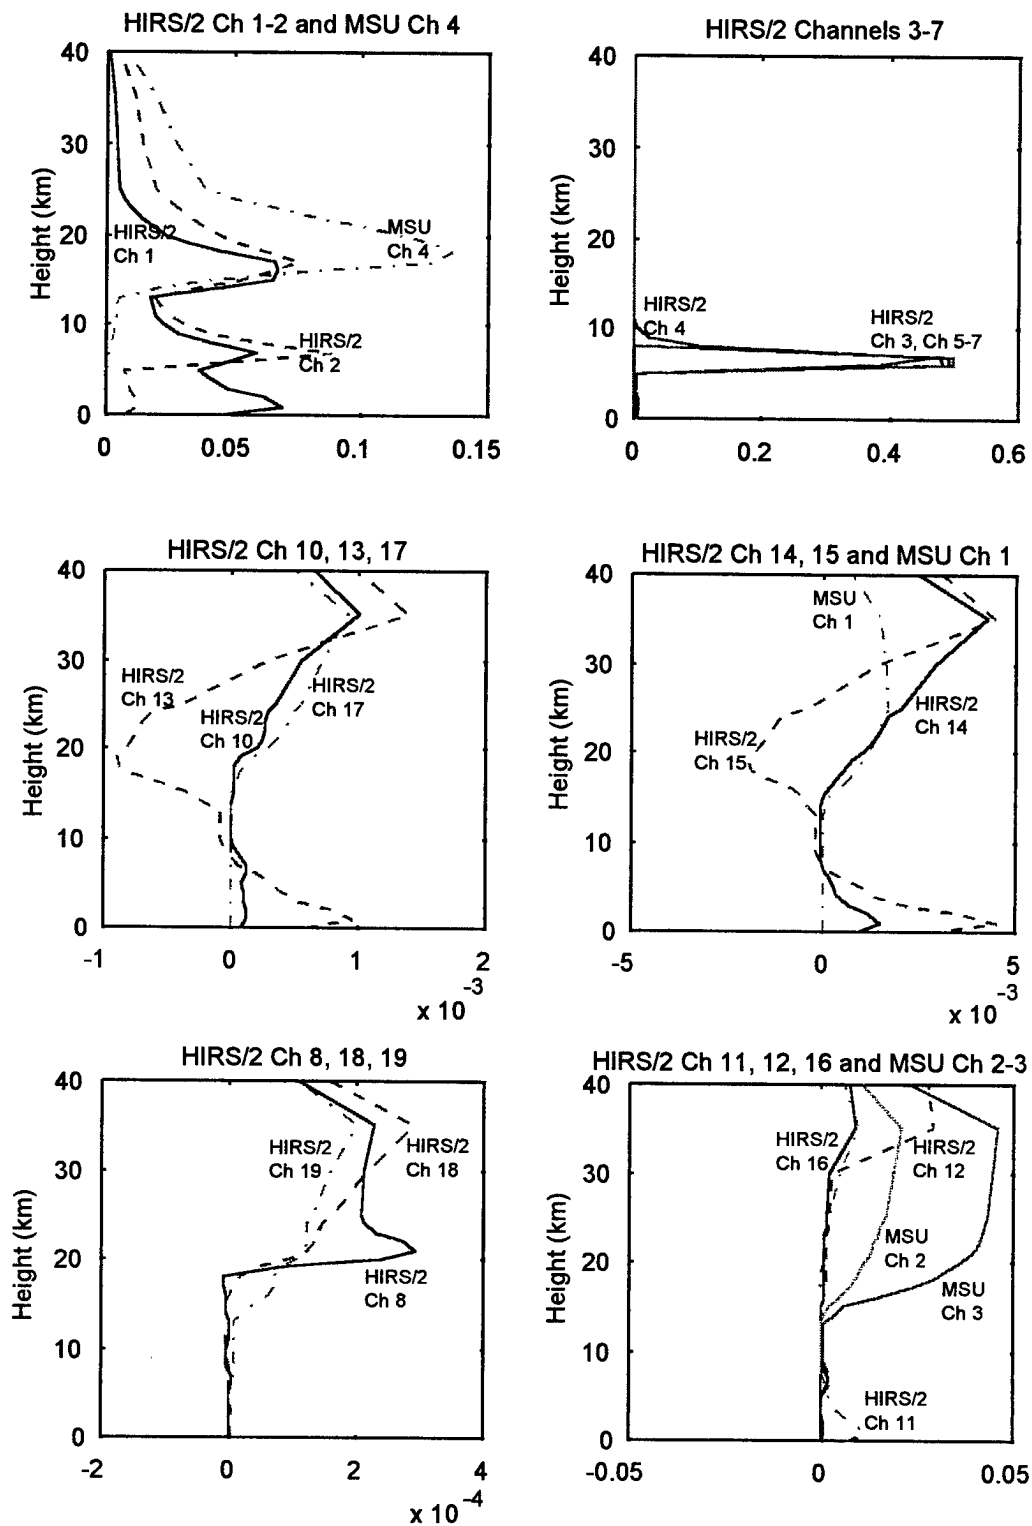 HIRS/2 Ch 1-2 and MSU Ch 4
40
30
20
10
0
Height (km)
HIRS/2
Ch 1
MSU
Ch 4
HIRS/2
Ch 2
0 0.05 0.1 0.15
HIRS/2 Channels 3-7
40
30
20
10
0
Height (km)
HIRS/2
Ch 4
HIRS/2
Ch 3, Ch 5-7
0 0.2 0.4 0.6
HIRS/2 Ch 10, 13, 17
40
30
20
10
0
Height (km)
HIRS/2
Ch 13
HIRS/2
Ch 10
HIRS/2
Ch 17
-1 0 1 2
x 10-3
HIRS/2 Ch 14, 15 and MSU Ch 1
40
30
20
10
0
Height (km)
MSU
Ch 1
HIRS/2
Ch 14
HIRS/2
Ch 15
-5 0 5
x 10-3
HIRS/2 Ch 8, 18, 19
40
30
20
10
0
Height (km)
HIRS/2
Ch 19
HIRS/2
Ch 18
HIRS/2
Ch 8
-2 0 2 4
x 10-4
HIRS/2 Ch 11, 12, 16 and MSU Ch 2-3
40
30
20
10
0
Height (km)
HIRS/2
Ch 16
HIRS/2
Ch 12
MSU
Ch 2
MSU
Ch 3
HIRS/2
Ch 11
-0.05 0 0.05